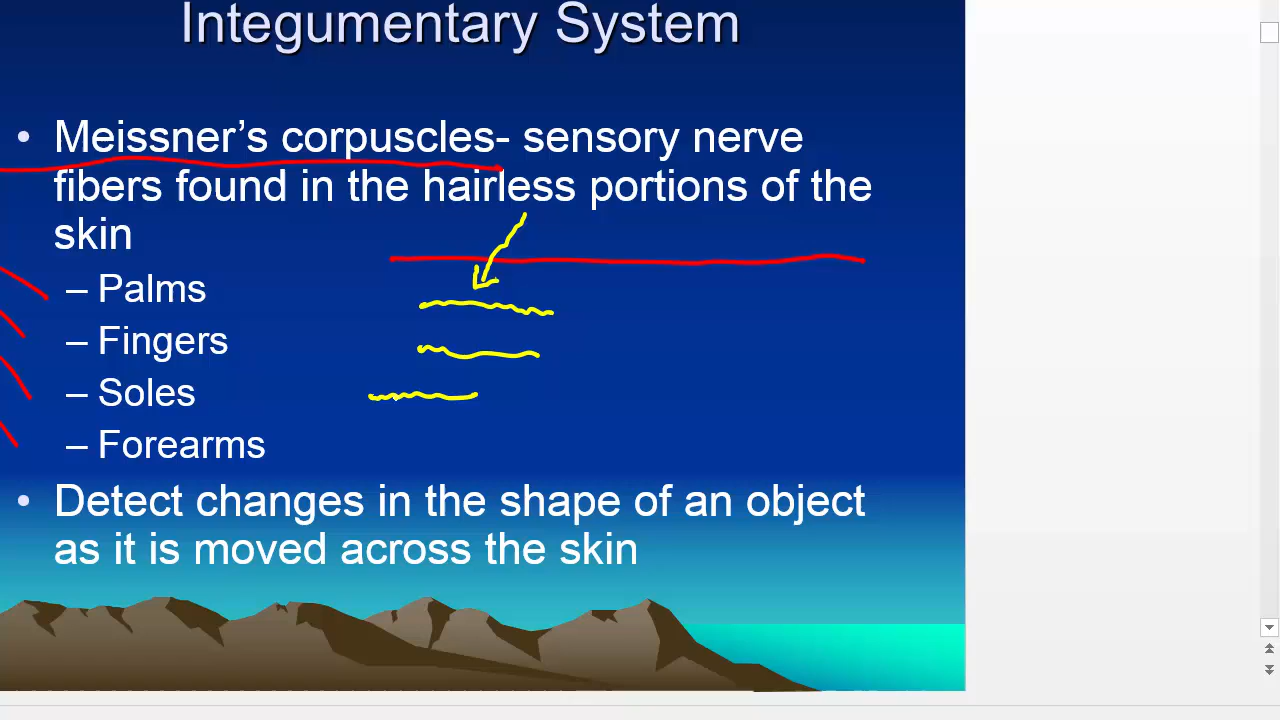 Integumentary System
• Meissner's corpuscles- sensory nerve
fibers found in the hairless portions of the
skin
– Palms
– Fingers
– Soles
– Forearms
• Detect changes in the shape of an object
as it is moved across the skin